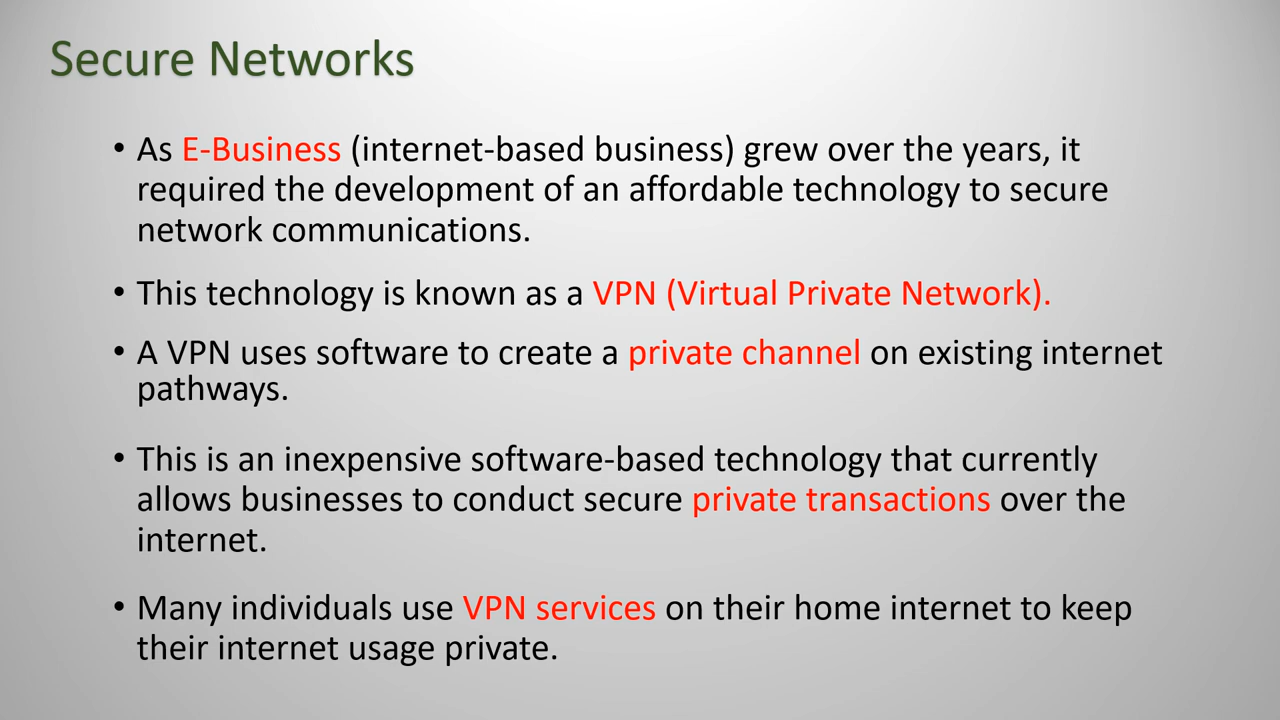 Secure Networks
• As E-Business (internet-based business) grew over the years, it
required the development of an affordable technology to secure
network communications.
• This technology is known as a VPN (Virtual Private Network).
• A VPN uses software to create a private channel on existing internet
pathways.
• This is an inexpensive software-based technology that currently
allows businesses to conduct secure private transactions over the
internet.
• Many individuals use VPN services on their home internet to keep
their internet usage private.